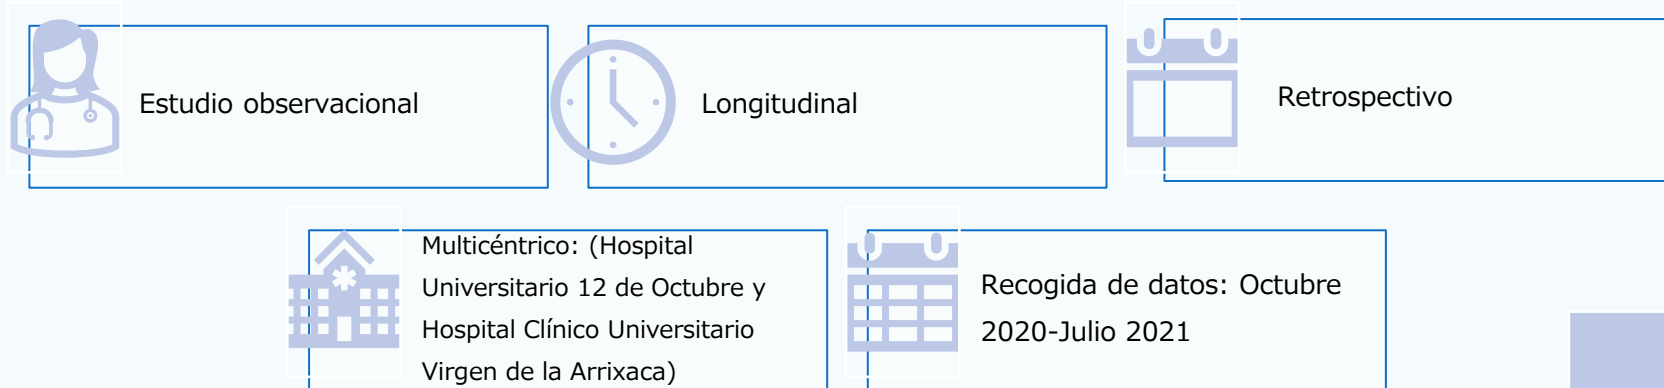 Estudio observacional
Longitudinal
Retrospectivo
Multicéntrico: (Hospital
Universitario 12 de Octubre y
Hospital Clínico Universitario
Virgen de la Arrixaca)
Recogida de datos: Octubre
2020-Julio 2021